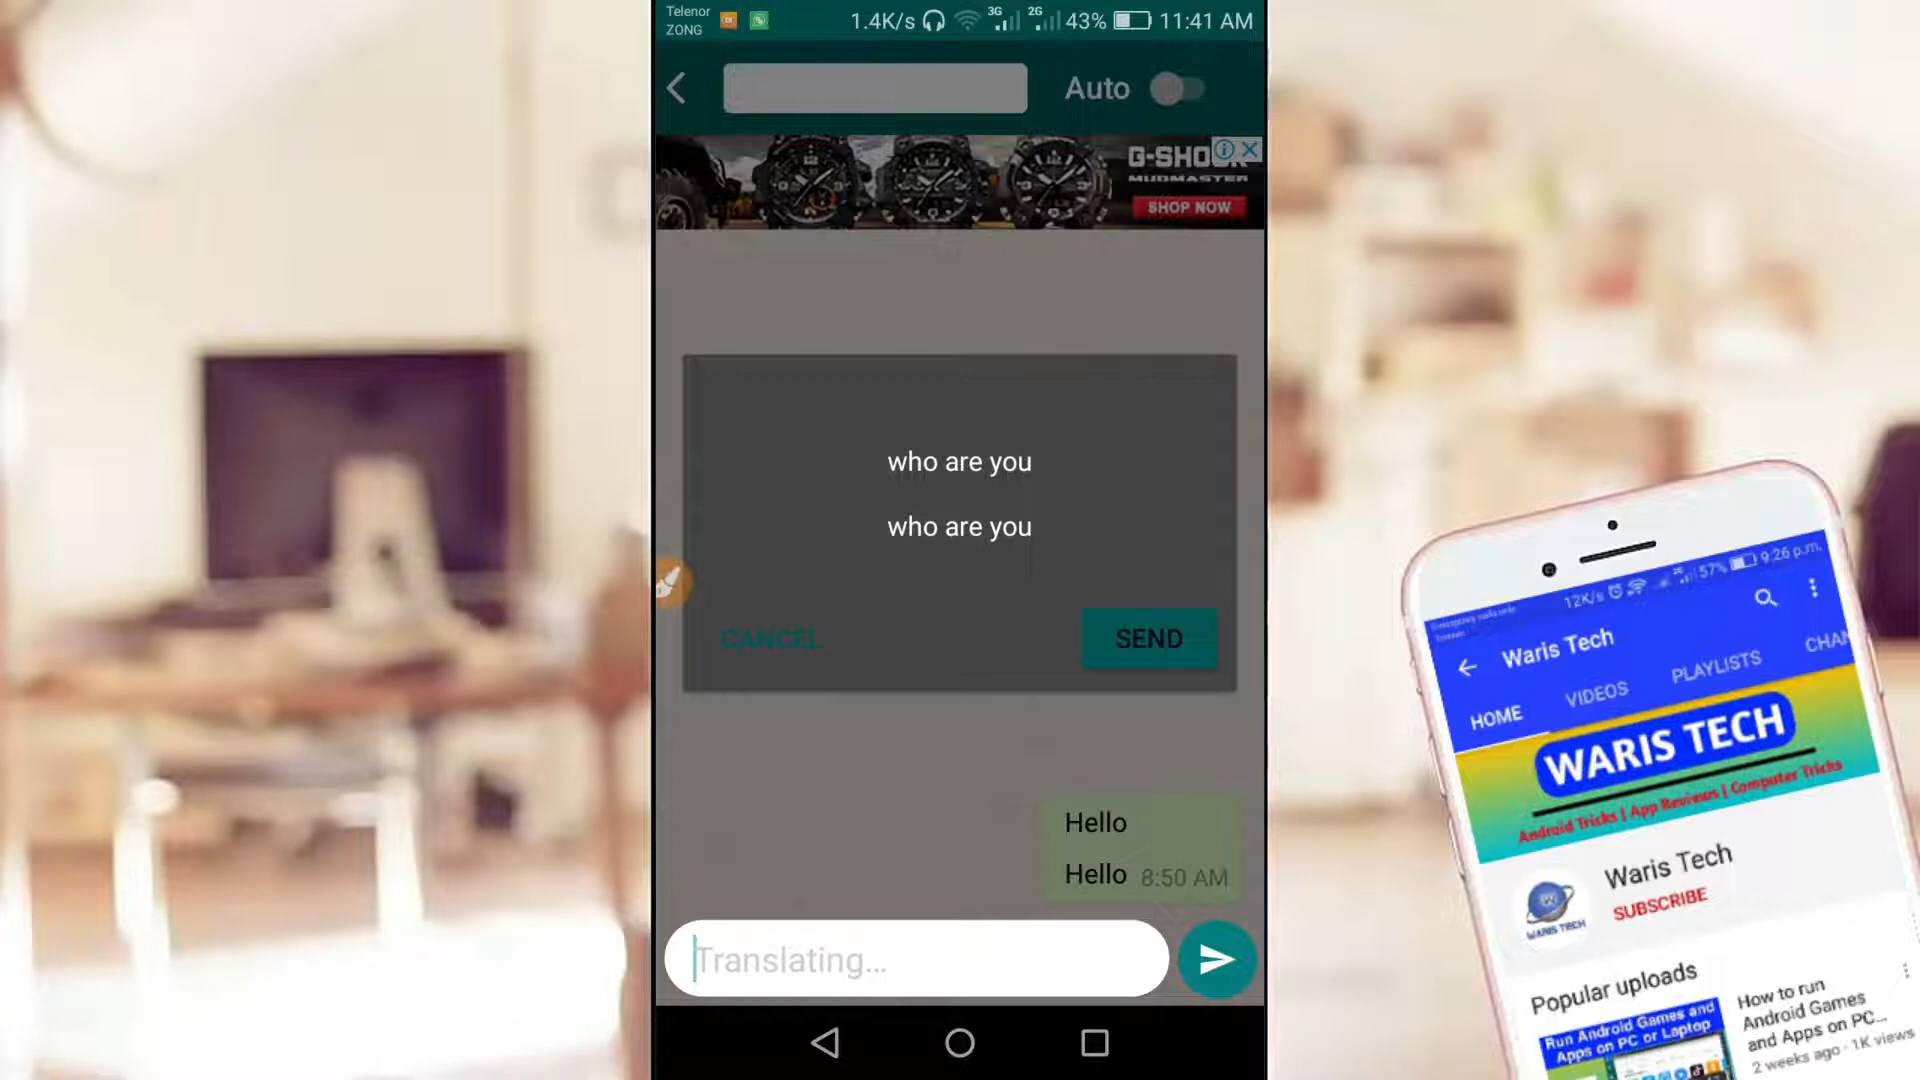 Telenor
ZONG
1.4K/s 3G 2G 43% 11:41 AM
Auto
G-SHOCK
MUDMASTER
SHOP NOW
who are you
who are you
CANCEL
SEND
Hello
Hello 8:50 AM
Translating...
12K/s 57% 9:26 p.m.
Waris Tech
HOME VIDEOS PLAYLISTS CHAN
WARIS TECH
Android Tricks | App Reviews | Computer Tricks
WARIS TECH
Waris Tech
SUBSCRIBE
Popular uploads
Run Android Games and
Apps on PC or Laptop
How to run
Android Games
and Apps on PC...
2 weeks ago · 1K views